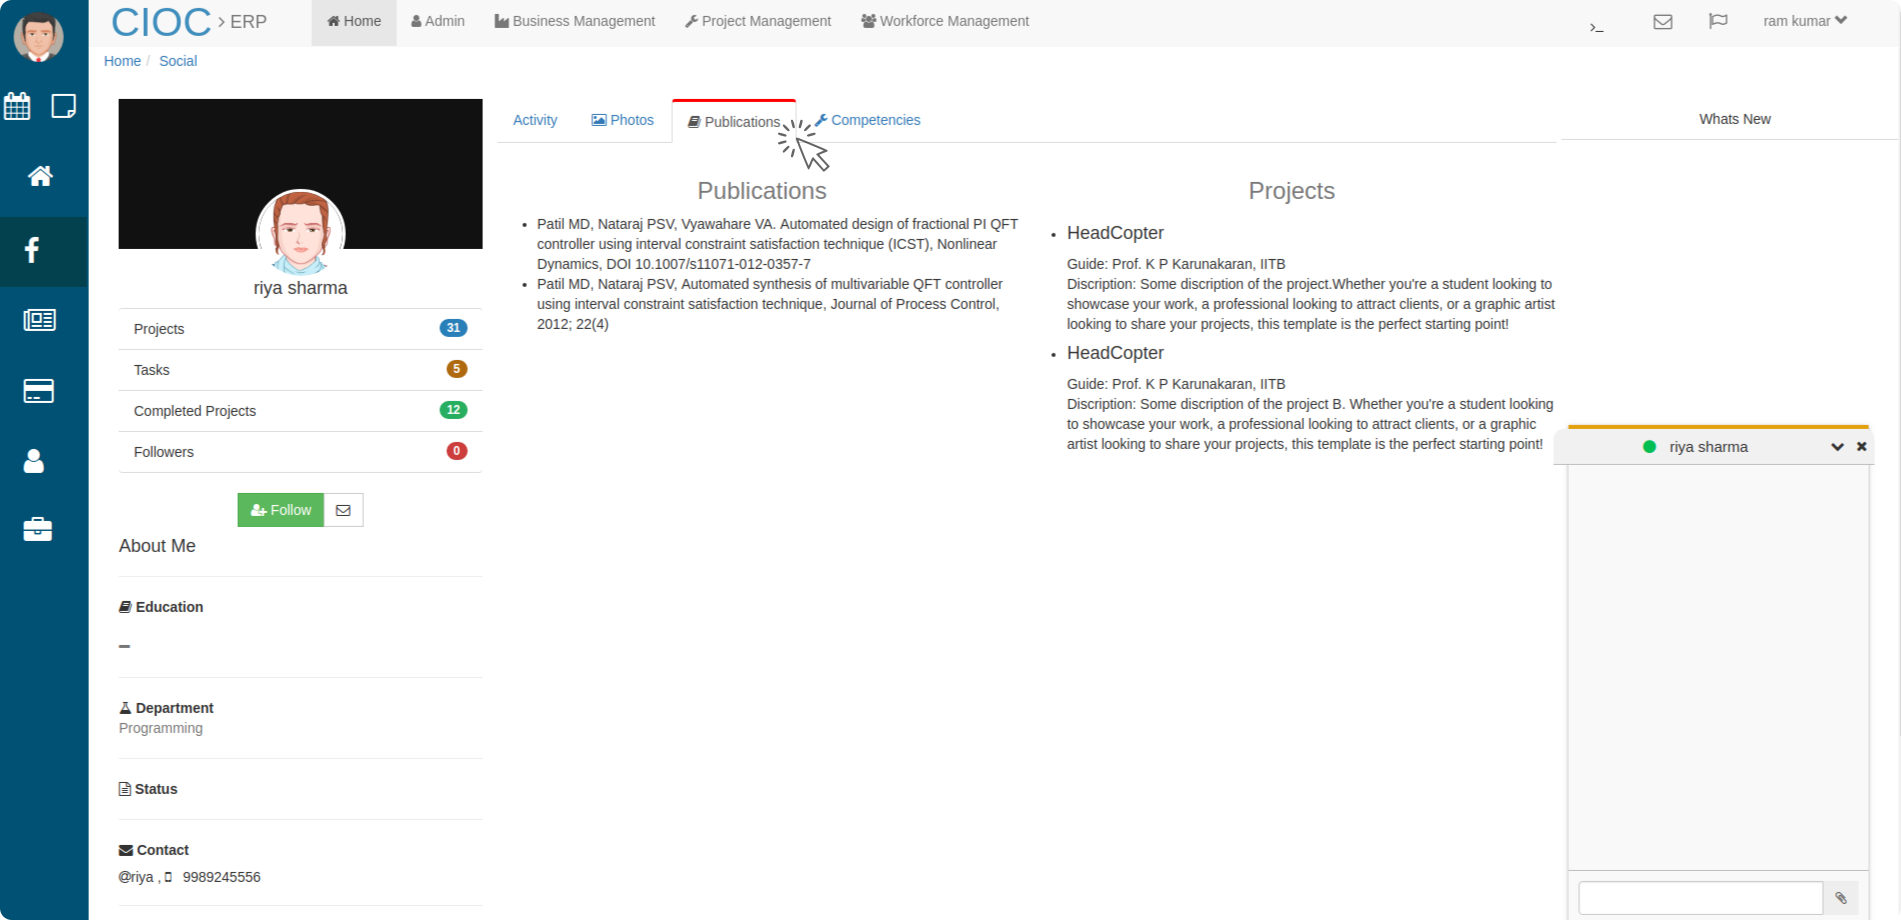 CIOC > ERP
Home
Admin
Business Management
Project Management
Workforce Management
>_
ram kumar
Home / Social
riya sharma
Projects 31
Tasks 5
Completed Projects 12
Followers 0
Follow
About Me
Education
Department
Programming
Status
Contact
@riya , 9989245556
Activity
Photos
Publications
Competencies
Publications
• Patil MD, Nataraj PSV, Vyawahare VA. Automated design of fractional PI QFT
controller using interval constraint satisfaction technique (ICST), Nonlinear
Dynamics, DOI 10.1007/s11071-012-0357-7
• Patil MD, Nataraj PSV, Automated synthesis of multivariable QFT controller
using interval constraint satisfaction technique, Journal of Process Control,
2012; 22(4)
Projects
• HeadCopter
Guide: Prof. K P Karunakaran, IITB
Discription: Some discription of the project.Whether you're a student looking to
showcase your work, a professional looking to attract clients, or a graphic artist
looking to share your projects, this template is the perfect starting point!
• HeadCopter
Guide: Prof. K P Karunakaran, IITB
Discription: Some discription of the project B. Whether you're a student looking
to showcase your work, a professional looking to attract clients, or a graphic
artist looking to share your projects, this template is the perfect starting point!
Whats New
riya sharma